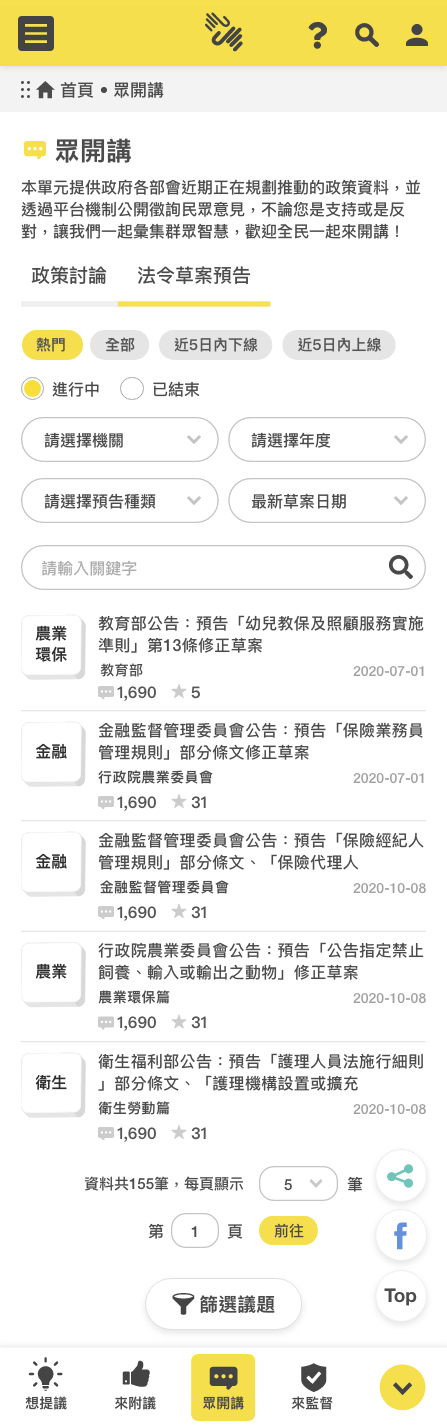 首頁 • 眾開講
眾開講
本單元提供政府各部會近期正在規劃推動的政策資料，並
透過平台機制公開徵詢民眾意見，不論您是支持或是反
對，讓我們一起彙集群眾智慧，歡迎全民一起來開講！
政策討論 法令草案預告
熱門 全部 近5日內下線 近5日內上線
進行中 已結束
請選擇機關 請選擇年度
請選擇預告種類 最新草案日期
請輸入關鍵字
農業
環保
教育部公告：預告「幼兒教保及照顧服務實施
準則」第13條修正草案
教育部 2020-07-01
1,690 5
金融
金融監督管理委員會公告：預告「保險業務員
管理規則」部分條文修正草案
行政院農業委員會 2020-07-01
1,690 31
金融
金融監督管理委員會公告：預告「保險經紀人
管理規則」部分條文、「保險代理人
金融監督管理委員會 2020-10-08
1,690 31
農業
行政院農業委員會公告：預告「公告指定禁止
飼養、輸入或輸出之動物」修正草案
農業環保篇 2020-10-08
1,690 31
衛生
衛生福利部公告：預告「護理人員法施行細則
」部分條文、「護理機構設置或擴充
衛生勞動篇 2020-10-08
1,690 31
資料共155筆，每頁顯示 5 筆
第 1 頁 前往
Top
篩選議題
想提議 來附議 眾開講 來監督